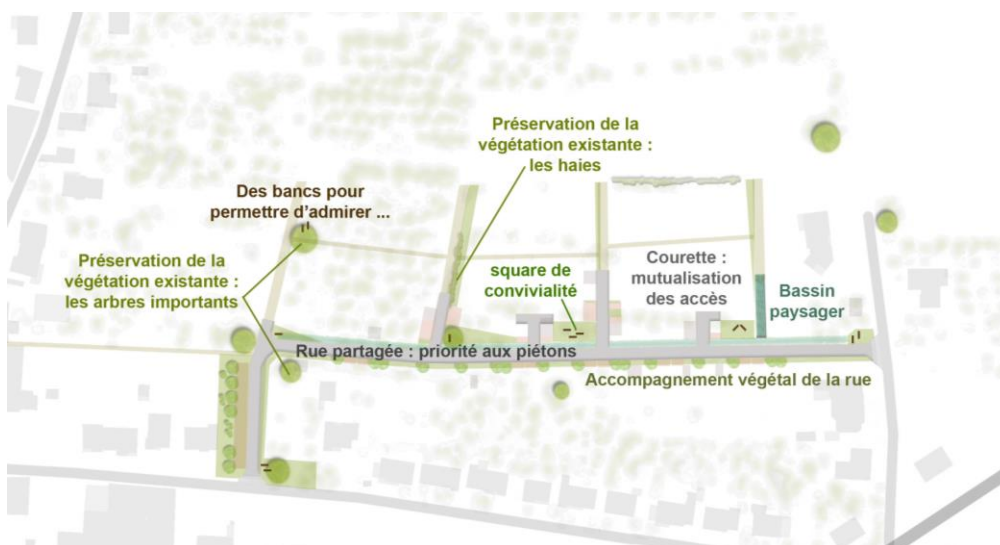 Préservation de la
végétation existante :
les haies
Des bancs pour
permettre d'admirer ...
Préservation de la
végétation existante :
les arbres importants
square de
convivialité
Courette :
mutualisation
des accès
Bassin
paysager
Rue partagée : priorité aux piétons
Accompagnement végétal de la rue